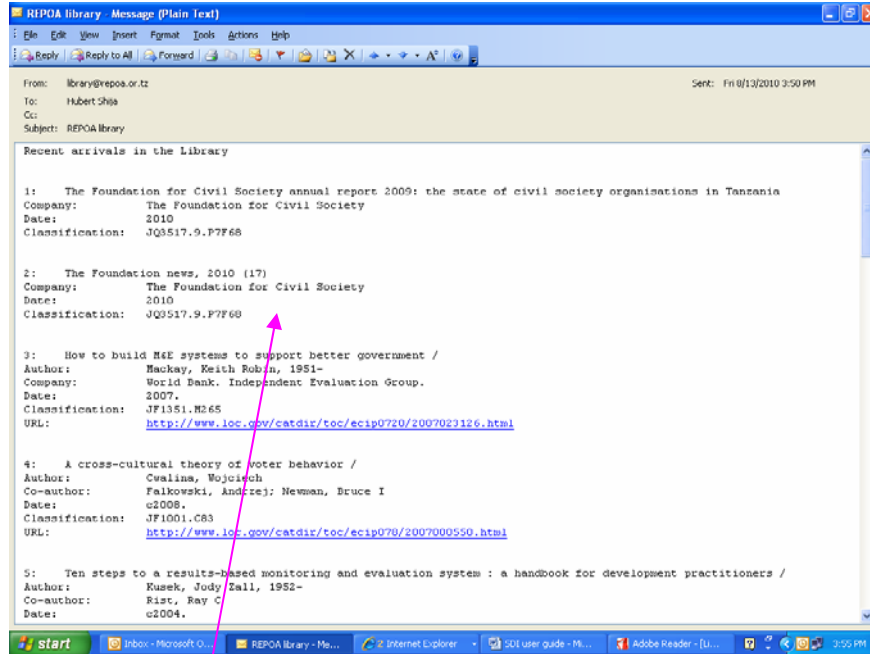 REPOA library - Message (Plain Text)
File Edit View Insert Format Tools Actions Help
Reply Reply to All Forward
From: library@repoa.or.tz Sent: Fri 8/13/2010 3:50 PM
To: Hubert Shija
Cc:
Subject: REPOA library
Recent arrivals in the Library
1: The Foundation for Civil Society annual report 2009: the state of civil society organisations in Tanzania
Company: The Foundation for Civil Society
Date: 2010
Classification: JQ3517.9.P7F68
2: The Foundation news, 2010 (17)
Company: The Foundation for Civil Society
Date: 2010
Classification: JQ3517.9.P7F68
3: How to build M&E systems to support better government /
Author: Mackay, Keith Robin, 1951-
Company: World Bank. Independent Evaluation Group.
Date: 2007.
Classification: JF1351.M265
URL: http://www.loc.gov/catdir/toc/ecip0720/2007023126.html
4: A cross-cultural theory of voter behavior /
Author: Cwalina, Wojciech
Co-author: Falkowski, Andrzej; Newman, Bruce I
Date: c2008.
Classification: JF1001.C83
URL: http://www.loc.gov/catdir/toc/ecip078/2007000550.html
5: Ten steps to a results-based monitoring and evaluation system : a handbook for development practitioners /
Author: Kusek, Jody Zall, 1952-
Co-author: Rist, Ray C
Date: c2004.
start Inbox - Microsoft O... REPOA library - Me... 2 Internet Explorer SDI user guide - Mi... Adobe Reader - [Li... 3:55 PM